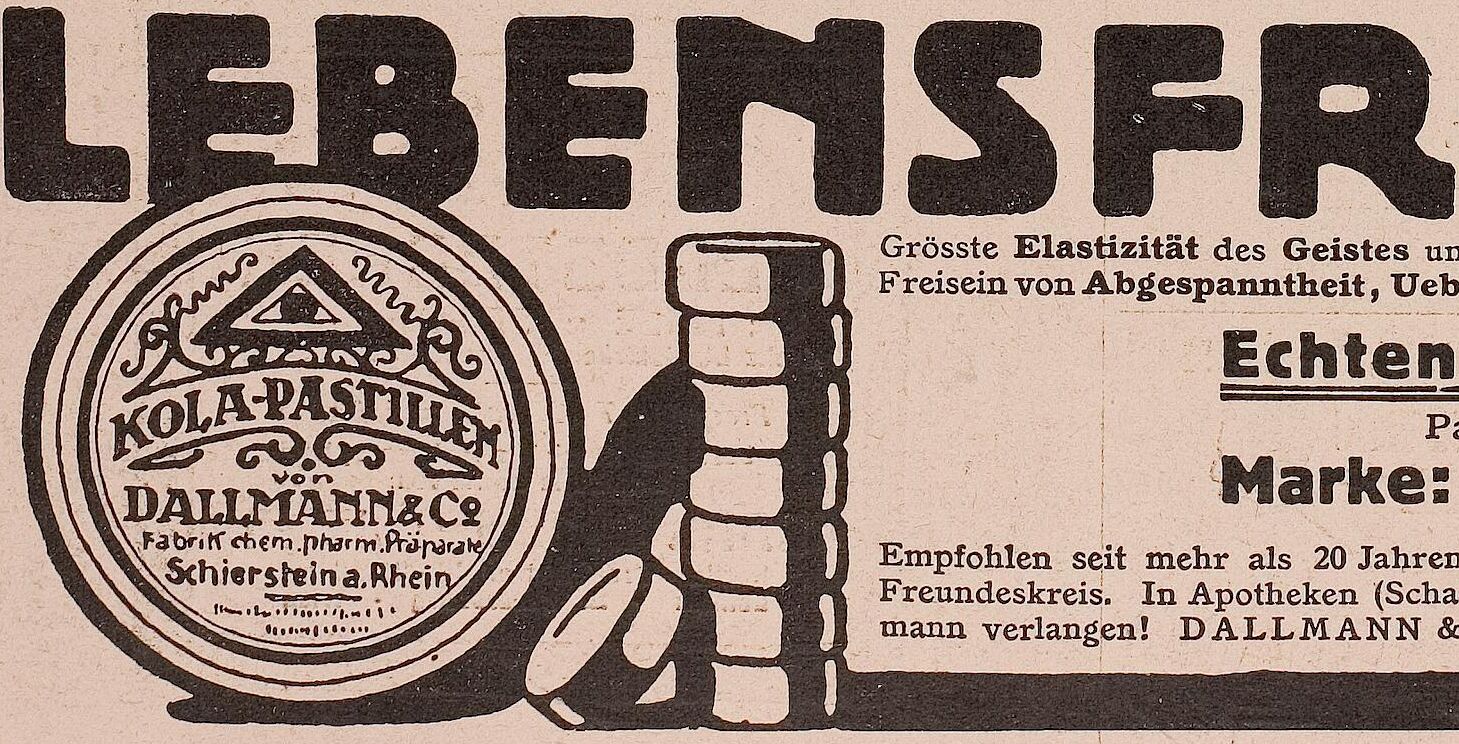 LEBENSFR
KOLA-PASTILLEN
von
DALLMANN & Co
Fabrik chem. pharm. Präparate
Schierstein a. Rhein
Grösste Elastizität des Geistes un
Freisein von Abgespanntheit, Ueb
Echten
Pa
Marke:
Empfohlen seit mehr als 20 Jahren
Freundeskreis. In Apotheken (Scha
mann verlangen! DALLMANN &